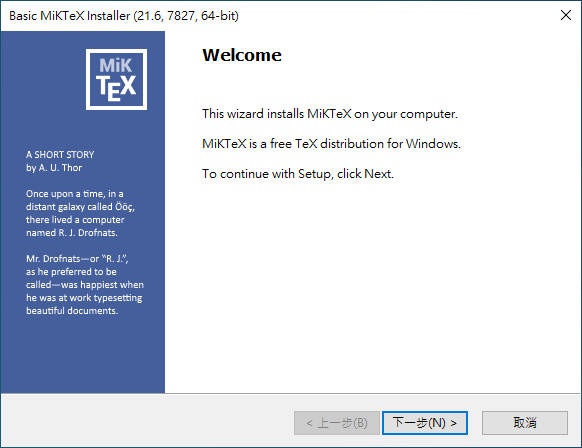 Basic MiKTeX Installer (21.6, 7827, 64-bit)
MiK
TEX
Welcome
This wizard installs MiKTeX on your computer.
MiKTeX is a free TeX distribution for Windows.
To continue with Setup, click Next.
A SHORT STORY
by A. U. Thor
Once upon a time, in a
distant galaxy called Ööç,
there lived a computer
named R. J. Drofnats.
Mr. Drofnats—or “R. J.”,
as he preferred to be
called—was happiest when
he was at work typesetting
beautiful documents.
< 上一步(B)
下一步(N) >
取消